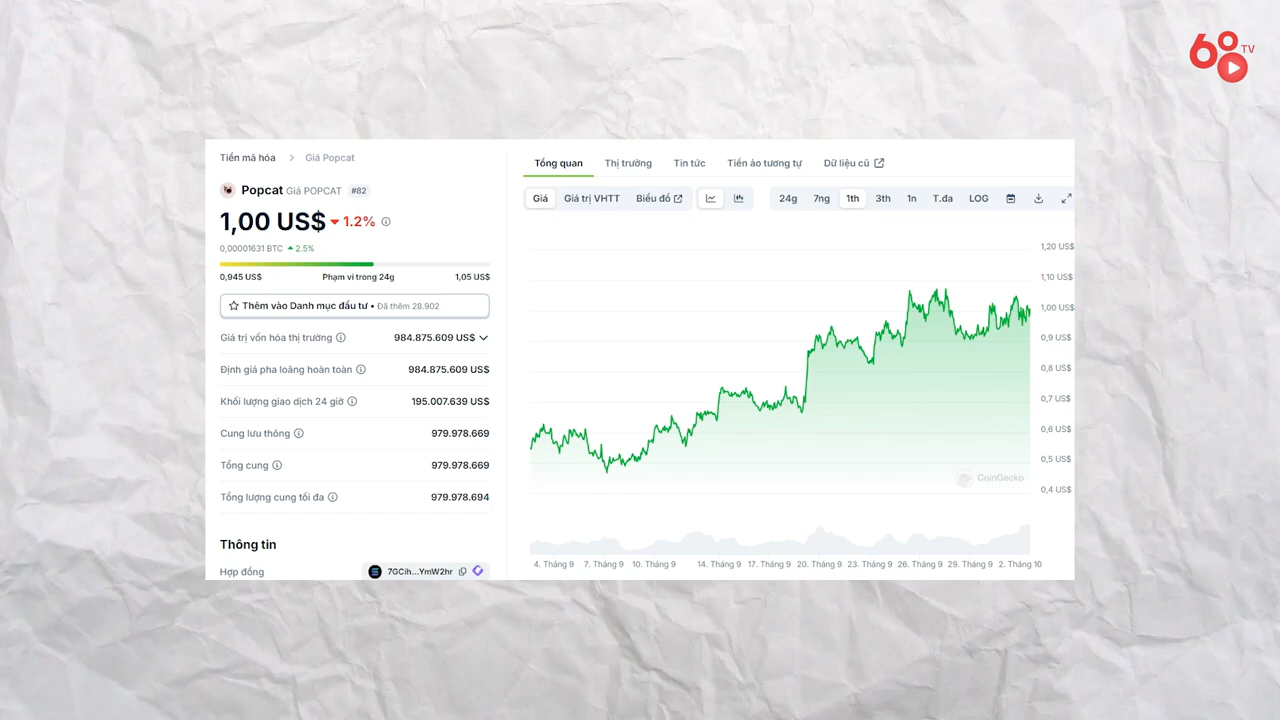 68 TV
Tiền mã hóa > Giá Popcat
Popcat Giá POPCAT #82
1,00 US$ 1.2%
0,00001631 BTC 2.5%
0,945 US$ Phạm vi trong 24g 1,05 US$
Thêm vào Danh mục đầu tư • Đã thêm 28.902
Giá trị vốn hóa thị trường 984.875.609 US$
Định giá pha loãng hoàn toàn 984.875.609 US$
Khối lượng giao dịch 24 giờ 195.007.639 US$
Cung lưu thông 979.978.669
Tổng cung 979.978.669
Tổng lượng cung tối đa 979.978.694
Thông tin
Hợp đồng 7GCih...YmW2hr
Tổng quan Thị trường Tin tức Tiền ảo tương tự Dữ liệu cũ
Giá Giá trị VHTT Biểu đồ 24g 7ng 1th 3th 1n T.đa LOG
1,20 US$
1,10 US$
1,00 US$
0,9 US$
0,8 US$
0,7 US$
0,6 US$
0,5 US$
0,4 US$
CoinGecko
4. Tháng 9 7. Tháng 9 10. Tháng 9 14. Tháng 9 17. Tháng 9 20. Tháng 9 23. Tháng 9 26. Tháng 9 29. Tháng 9 2. Tháng 10